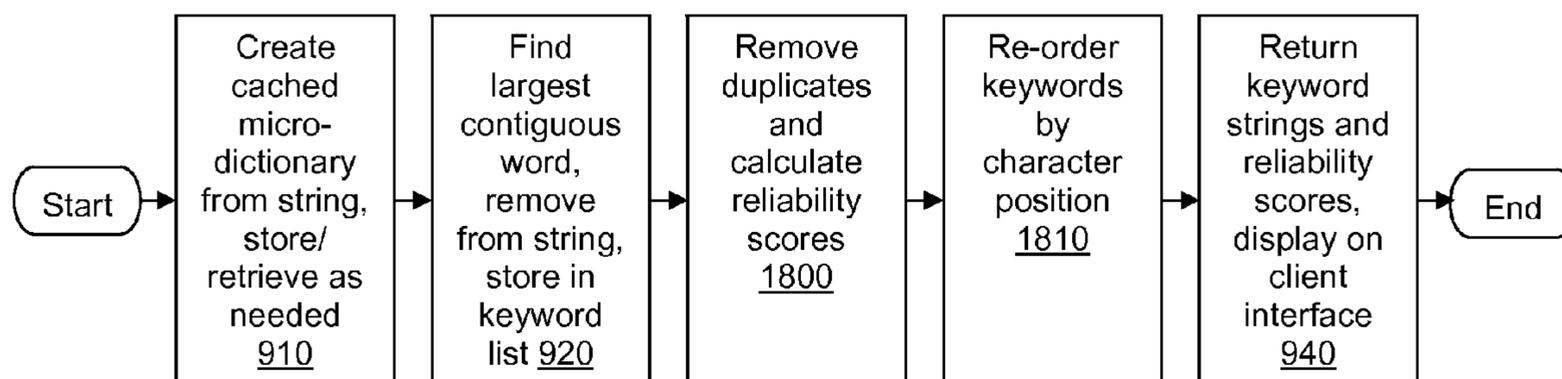 Start
Create
cached
micro-
dictionary
from string,
store/
retrieve as
needed
910
Find
largest
contiguous
word,
remove
from string,
store in
keyword
list 920
Remove
duplicates
and
calculate
reliability
scores
1800
Re-order
keywords
by
character
position
1810
Return
keyword
strings and
reliability
scores,
display on
client
interface
940
End